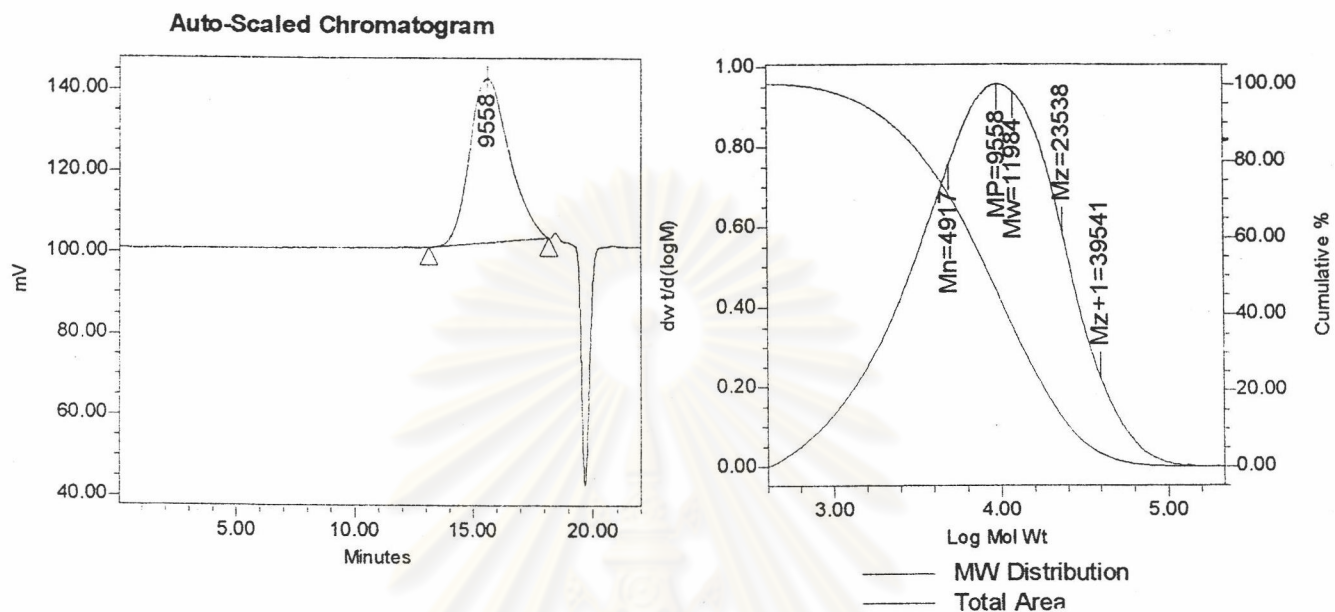 Auto-Scaled Chromatogram
mV
140.00
120.00
100.00
80.00
60.00
40.00
9558
5.00
10.00
15.00
20.00
Minutes
dw t/d(logM)
1.00
0.80
0.60
0.40
0.20
0.00
Mn=4917
MP=9558
Mw=11984
Mz=23538
Mz+1=39541
100.00
80.00
60.00
40.00
20.00
0.00
Cumulative %
3.00
4.00
5.00
Log Mol Wt
MW Distribution
Total Area